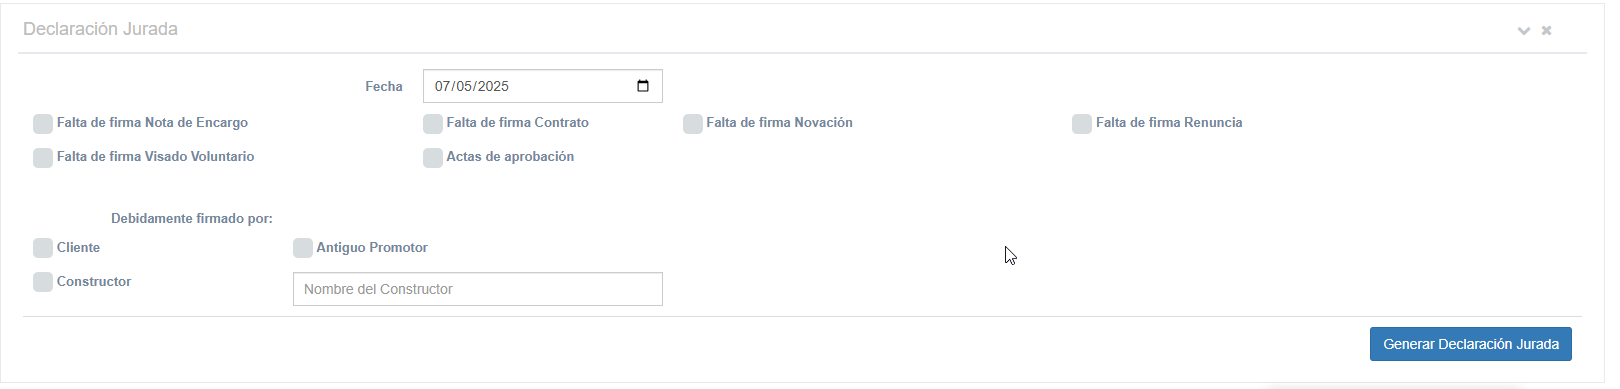 Declaración Jurada
Fecha 07/05/2025
Falta de firma Nota de Encargo Falta de firma Contrato Falta de firma Novación Falta de firma Renuncia
Falta de firma Visado Voluntario Actas de aprobación
Debidamente firmado por:
Cliente Antiguo Promotor
Constructor Nombre del Constructor
Generar Declaración Jurada